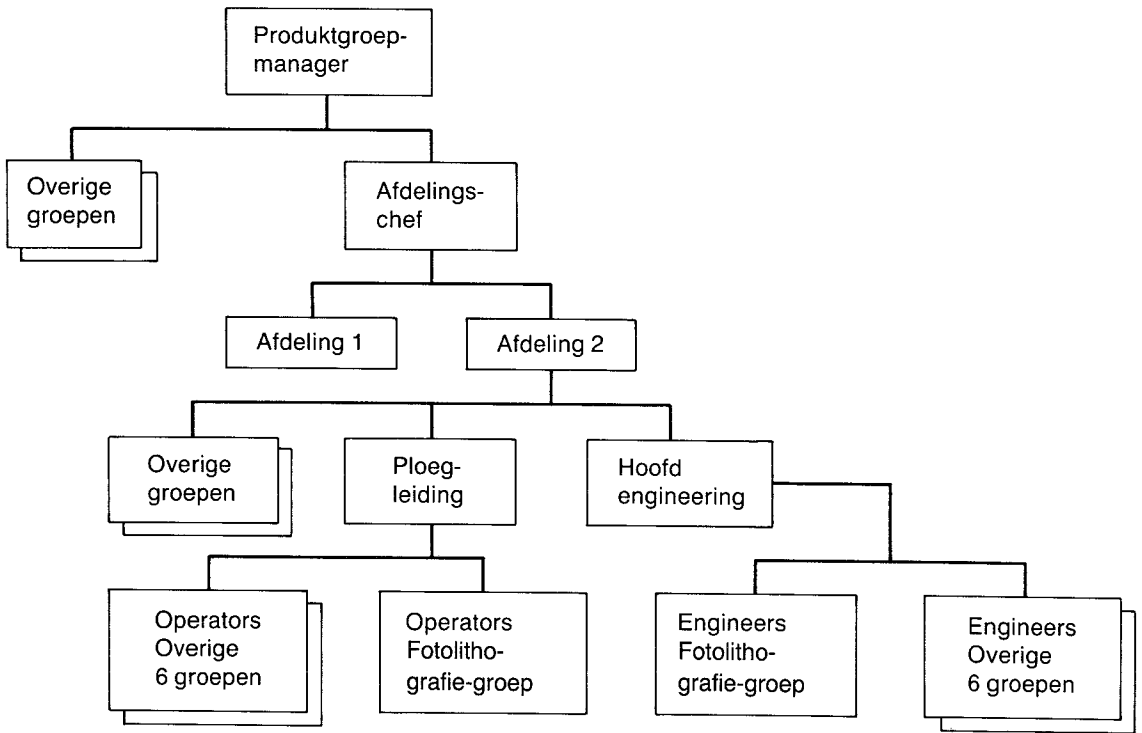 Produktgroep-
manager
Overige
groepen
Afdelings-
chef
Afdeling 1
Afdeling 2
Overige
groepen
Ploeg-
leiding
Hoofd
engineering
Operators
Overige
6 groepen
Operators
Fotolitho-
grafie-groep
Engineers
Fotolitho-
grafie-groep
Engineers
Overige
6 groepen